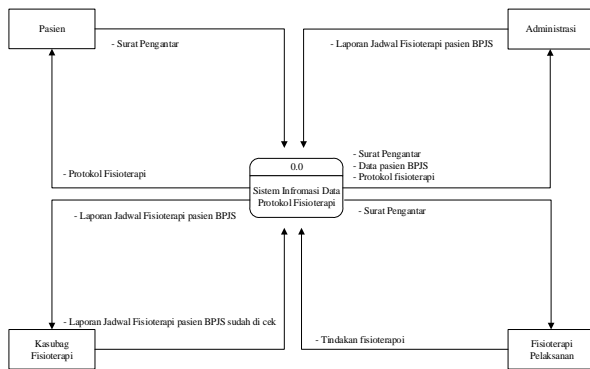 Pasien
Administrasi
- Surat Pengantar
- Laporan Jadwal Fisioterapi pasien BPJS
- Protokol Fisioterapi
- Surat Pengantar
- Data pasien BPJS
- Protokol fisioterapi
0.0
Sistem Infromasi Data
Protokol Fisioterapi
- Laporan Jadwal Fisioterapi pasien BPJS
- Surat Pengantar
- Laporan Jadwal Fisioterapi pasien BPJS sudah di cek
- Tindakan fisioterapoi
Kasubag
Fisioterapi
Fisioterapi
Pelaksanan